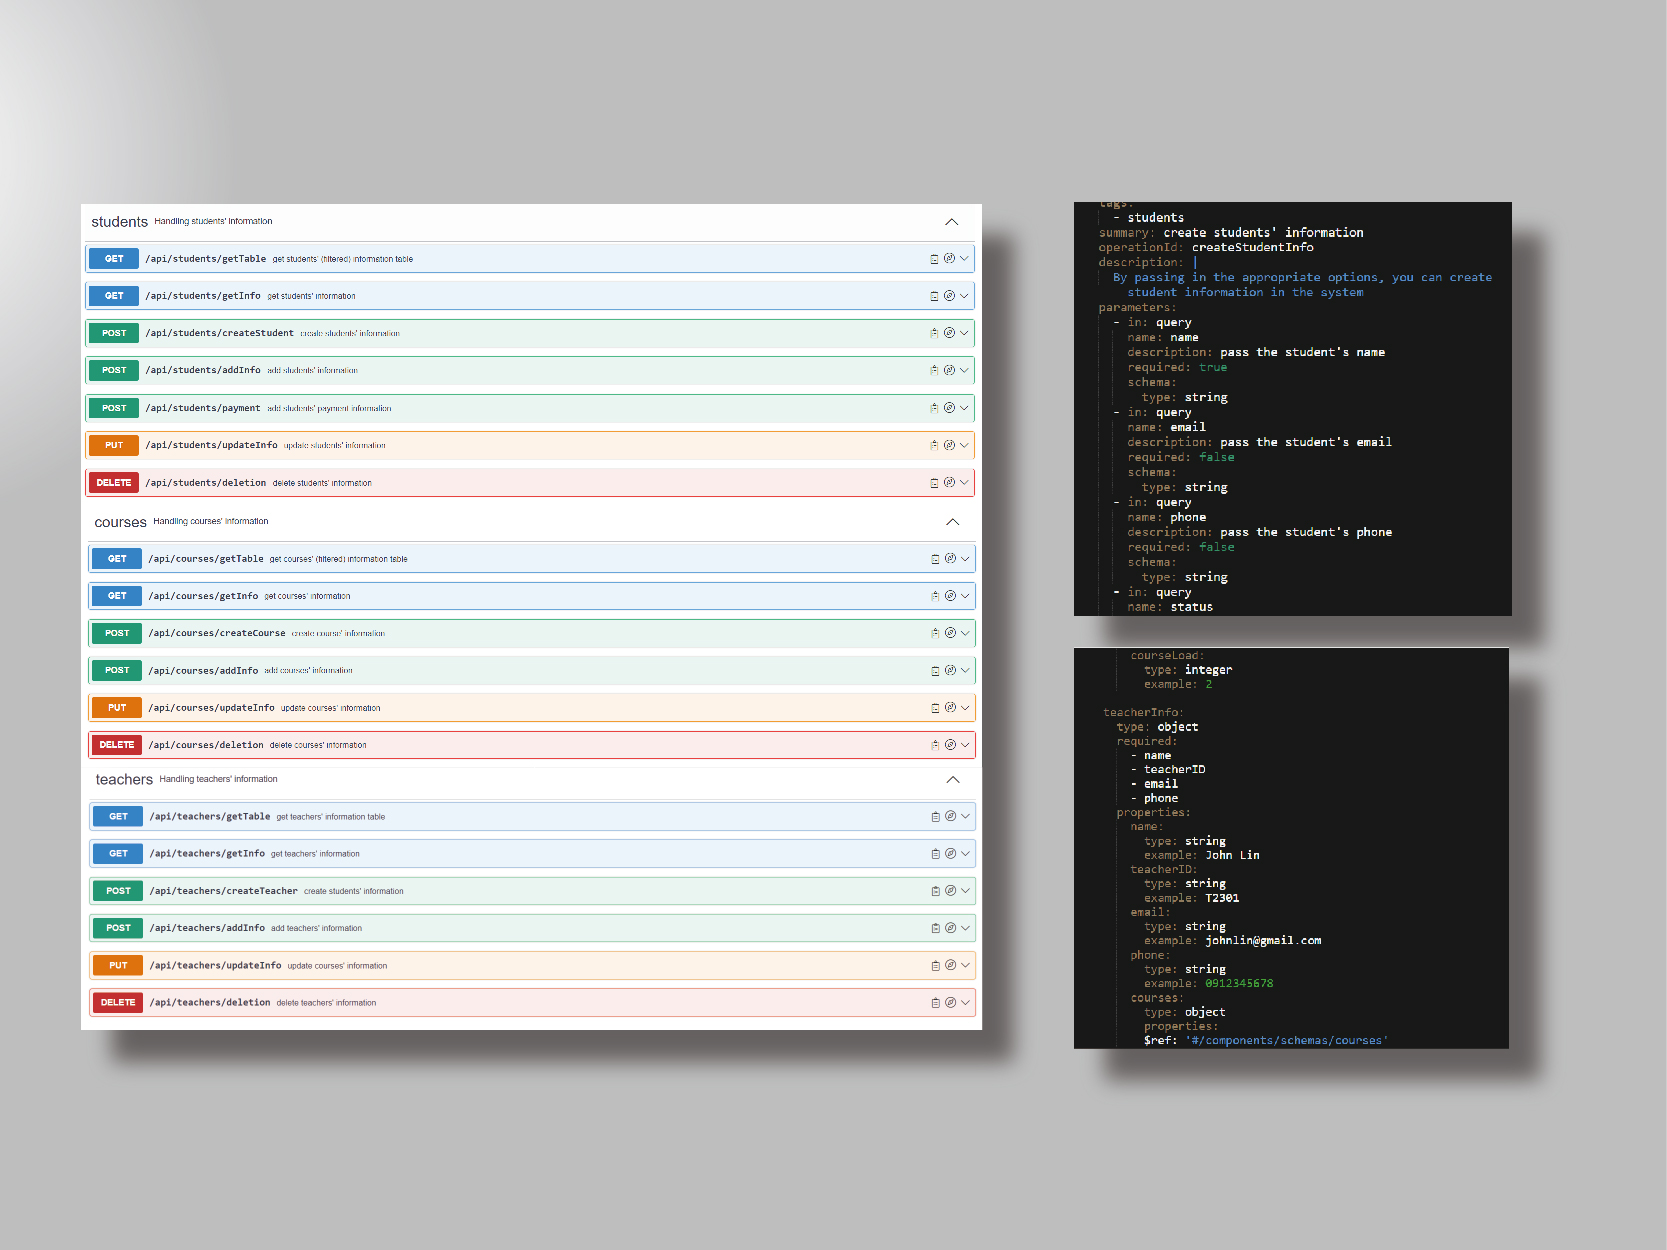 students Handling students' information
GET /api/students/getTable get students' (filtered) information table
GET /api/students/getInfo get students' information
POST /api/students/createStudent create students' information
POST /api/students/addInfo add students' information
POST /api/students/payment add students' payment information
PUT /api/students/updateInfo update students' information
DELETE /api/students/deletion delete students' information
courses Handling courses' information
GET /api/courses/getTable get courses' (filtered) information table
GET /api/courses/getInfo get courses' information
POST /api/courses/createCourse create course' information
POST /api/courses/addInfo add courses' information
PUT /api/courses/updateInfo update courses' information
DELETE /api/courses/deletion delete courses' information
teachers Handling teachers' information
GET /api/teachers/getTable get teachers' information table
GET /api/teachers/getInfo get teachers' information
POST /api/teachers/createTeacher create students' information
POST /api/teachers/addInfo add teachers' information
PUT /api/teachers/updateInfo update courses' information
DELETE /api/teachers/deletion delete teachers' information
tags:
- students
summary: create students' information
operationId: createStudentInfo
description: |
By passing in the appropriate options, you can create
student information in the system
parameters:
- in: query
name: name
description: pass the student's name
required: true
schema:
type: string
- in: query
name: email
description: pass the student's email
required: false
schema:
type: string
- in: query
name: phone
description: pass the student's phone
required: false
schema:
type: string
- in: query
name: status
courseLoad:
type: integer
example: 2
teacherInfo:
type: object
required:
- name
- teacherID
- email
- phone
properties:
name:
type: string
example: John Lin
teacherID:
type: string
example: T2301
email:
type: string
example: johnlin@gmail.com
phone:
type: string
example: 0912345678
courses:
type: object
properties:
$ref: '#/components/schemas/courses'